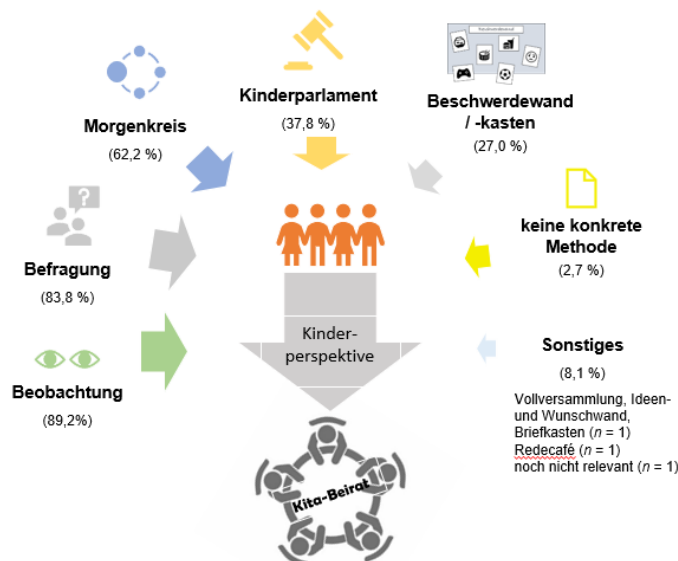 Kinderparlament
(37,8 %)
Beschwerdewand
/ -kasten
(27,0 %)
Morgenkreis
(62,2 %)
keine konkrete
Methode
(2,7 %)
Befragung
(83,8 %)
Kinder-
perspektive
Sonstiges
(8,1 %)
Vollversammlung, Ideen-
und Wunschwand,
Briefkasten (n = 1)
Redecafé (n = 1)
noch nicht relevant (n = 1)
Beobachtung
(89,2%)
Kita-Beirat